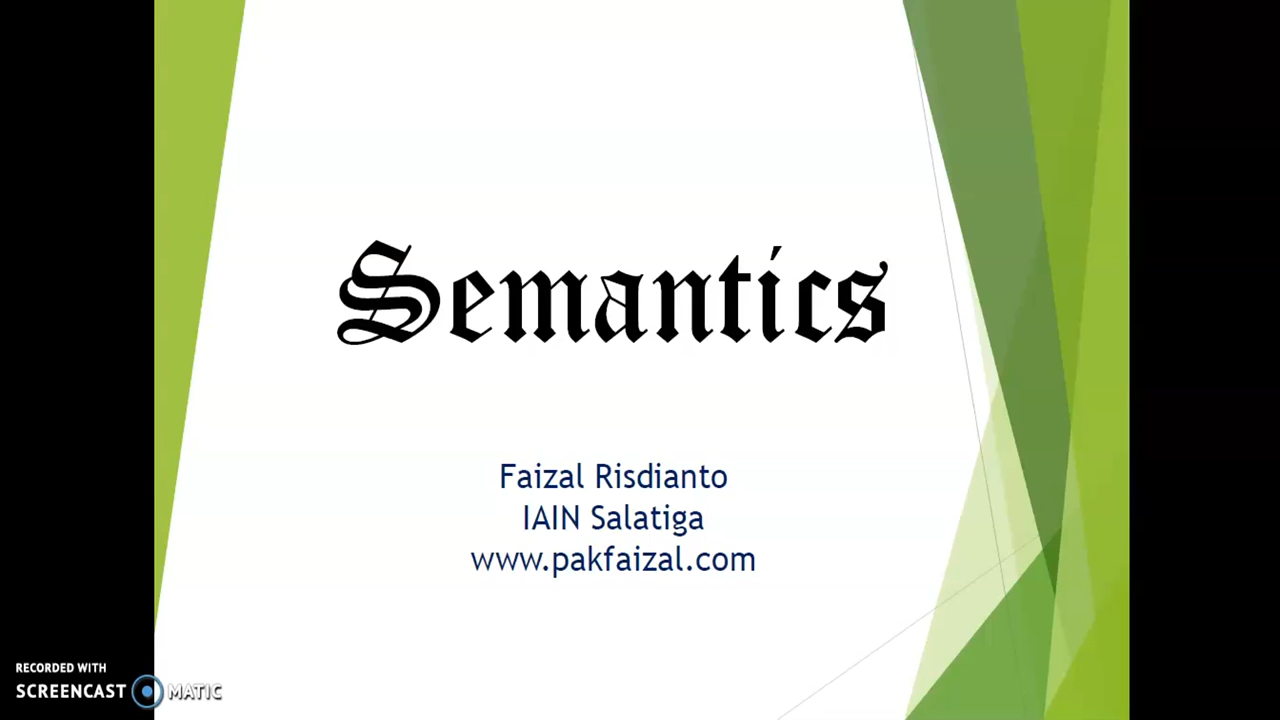 Semantics
Faizal Risdianto
IAIN Salatiga
www.pakfaizal.com
RECORDED WITH
SCREENCAST MATIC